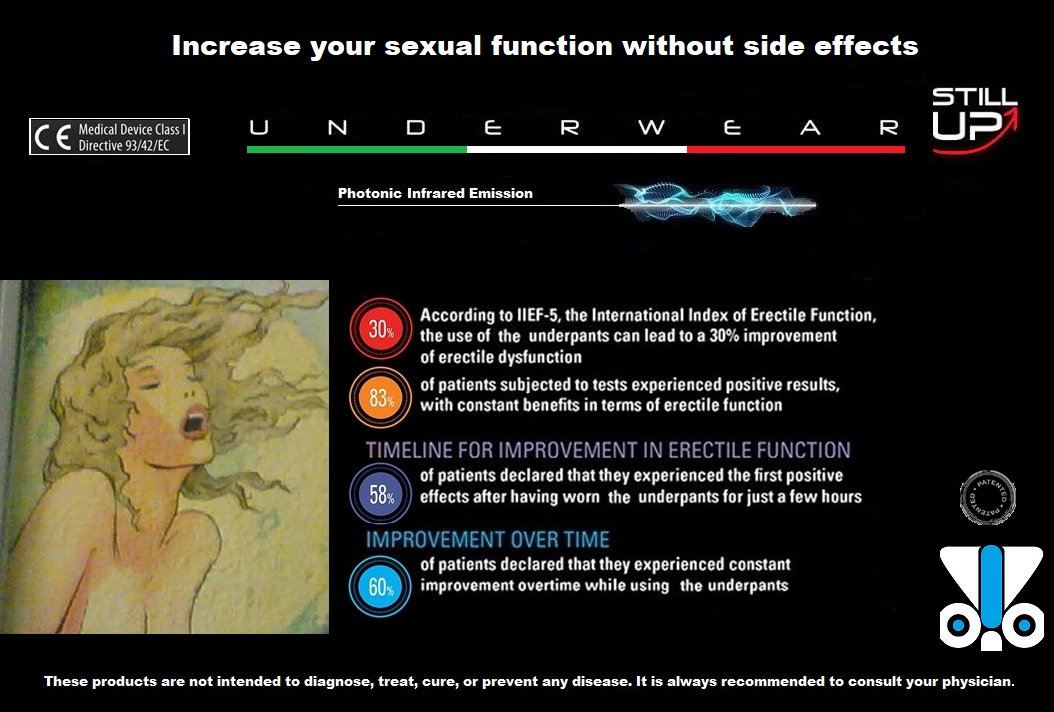 Increase your sexual function without side effects
CE Medical Device Class I
Directive 93/42/EC
UNDERWEAR
STILL
UP
Photonic Infrared Emission
30%
According to IIEF-5, the International Index of Erectile Function,
the use of the underpants can lead to a 30% improvement
of erectile dysfunction
83%
of patients subjected to tests experienced positive results,
with constant benefits in terms of erectile function
TIMELINE FOR IMPROVEMENT IN ERECTILE FUNCTION
58%
of patients declared that they experienced the first positive
effects after having worn the underpants for just a few hours
IMPROVEMENT OVER TIME
60%
of patients declared that they experienced constant
improvement overtime while using the underpants
PATENTED • PATENTED • PATENTED
These products are not intended to diagnose, treat, cure, or prevent any disease. It is always recommended to consult your physician.